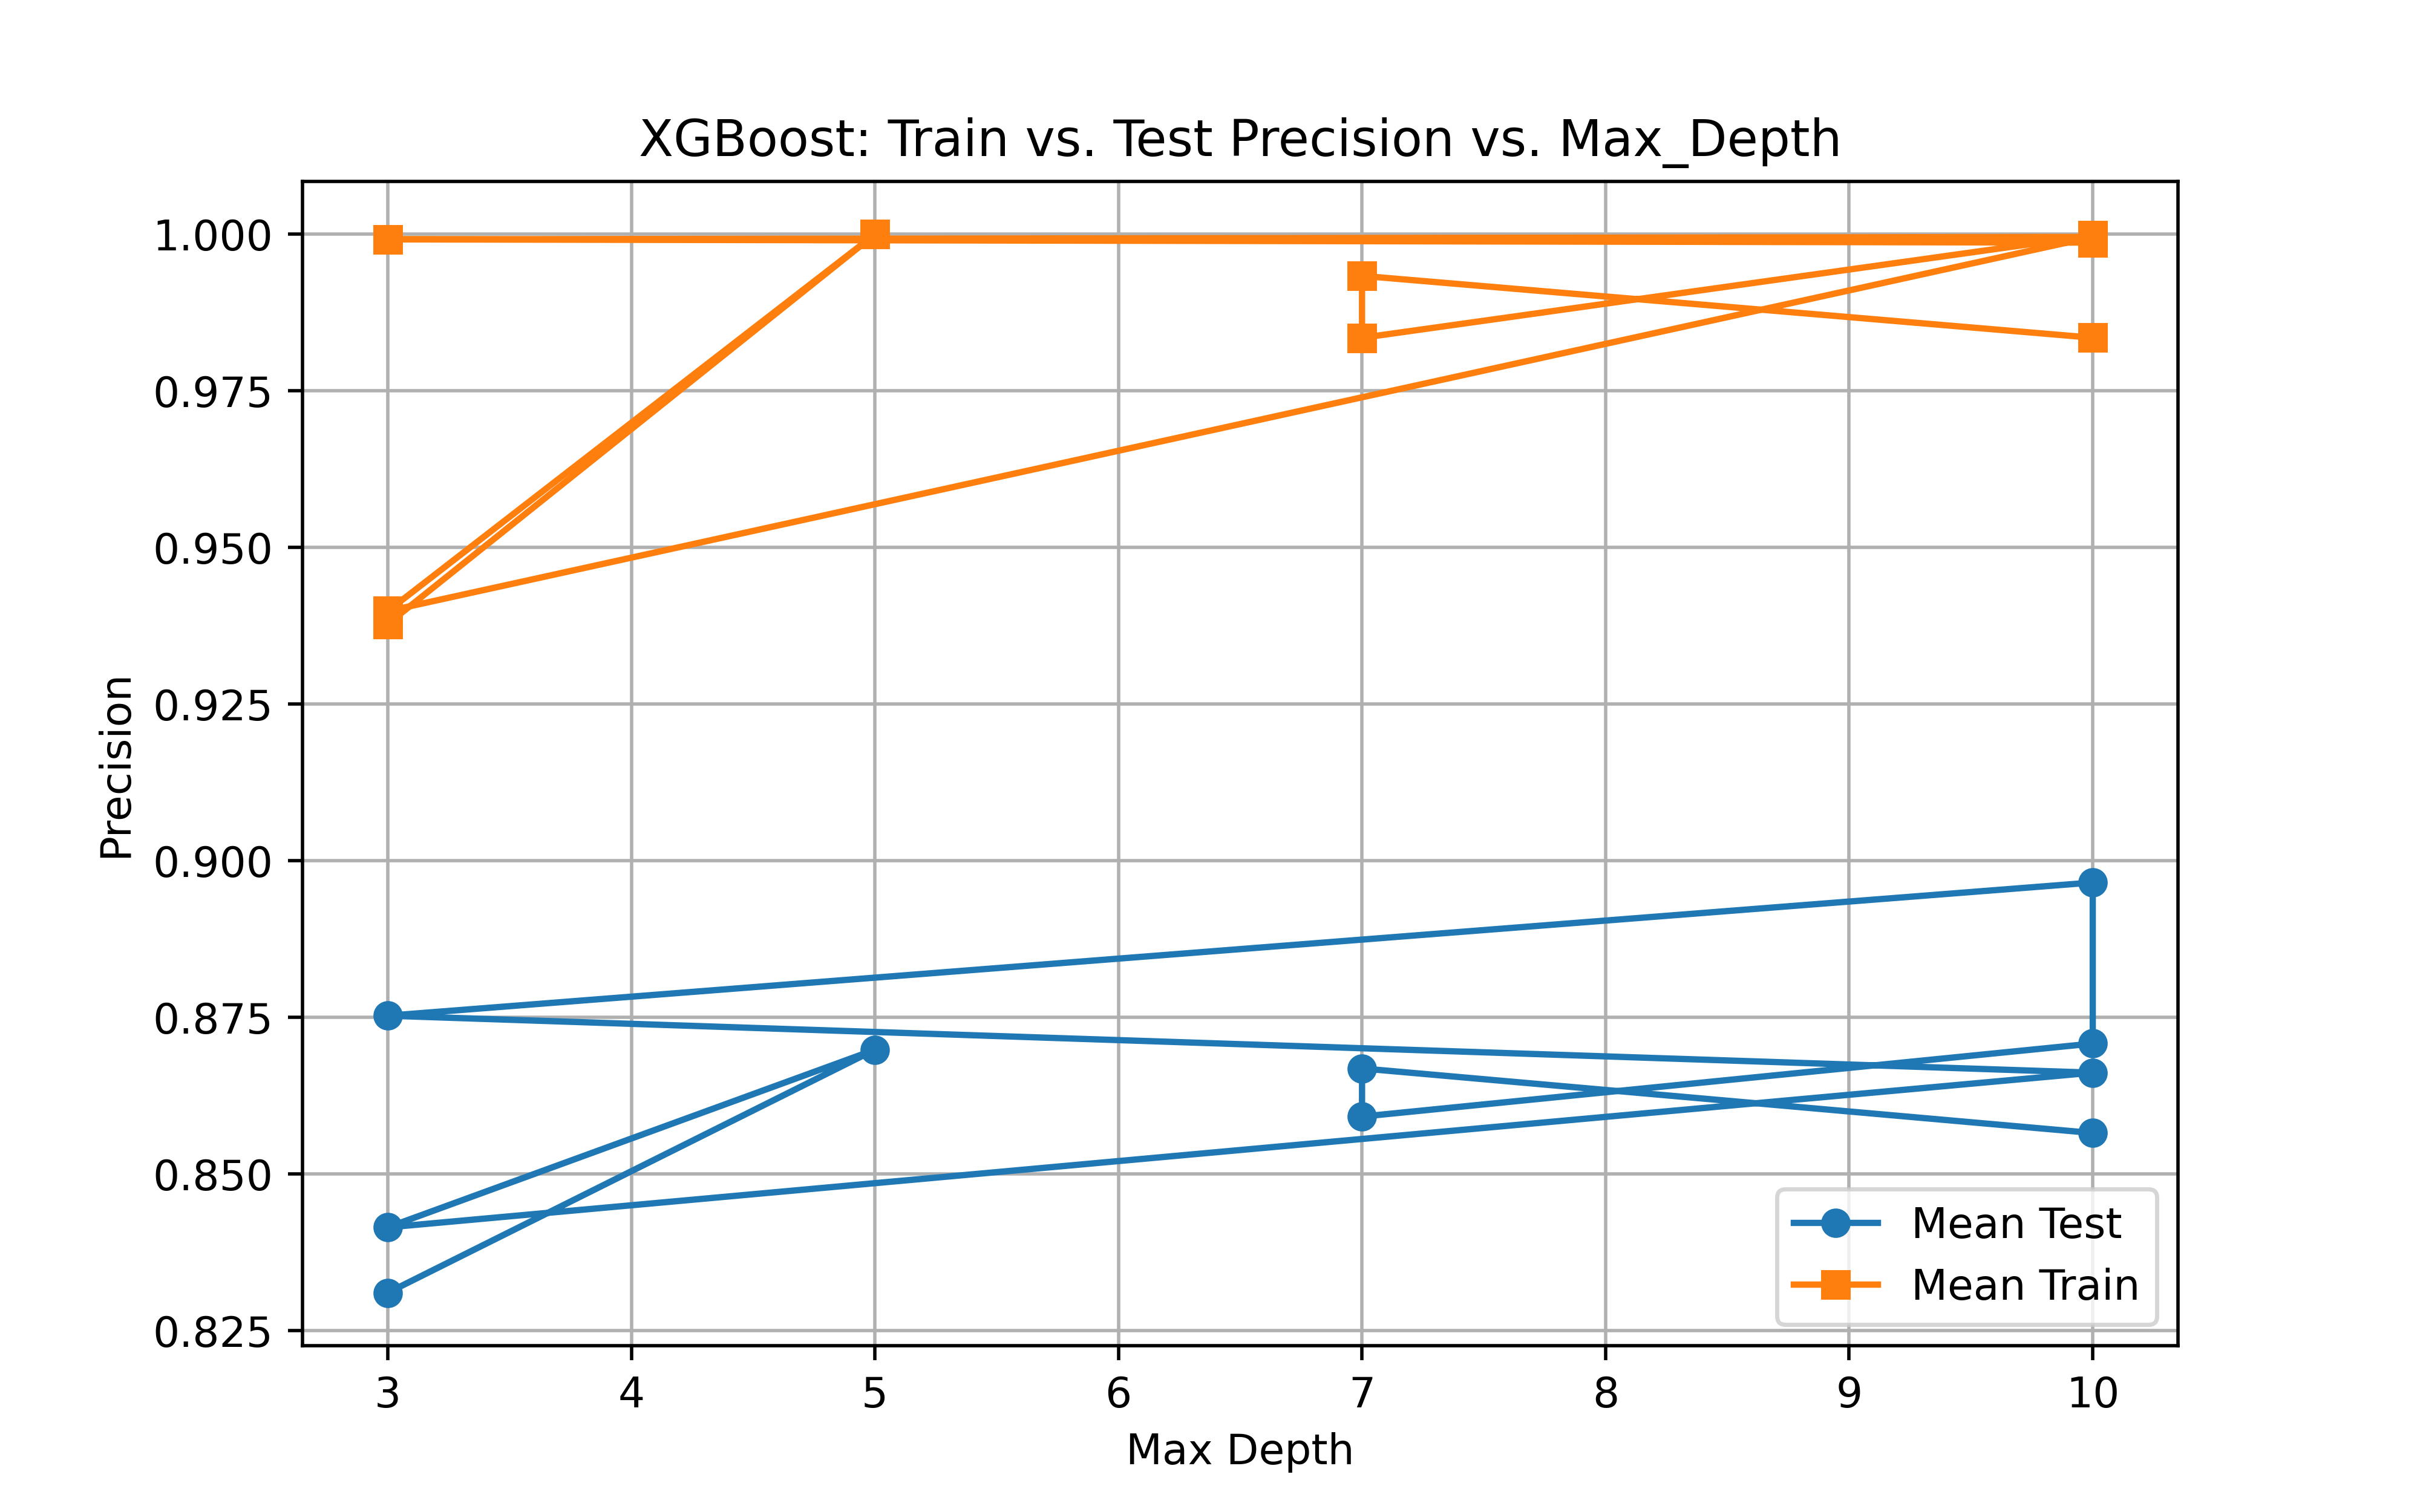 XGBoost: Train vs. Test Precision vs. Max_Depth
1.000
0.975
0.950
0.925
0.900
0.875
0.850
0.825
Precision
3 4 5 6 7 8 9 10
Max Depth
Mean Test
Mean Train